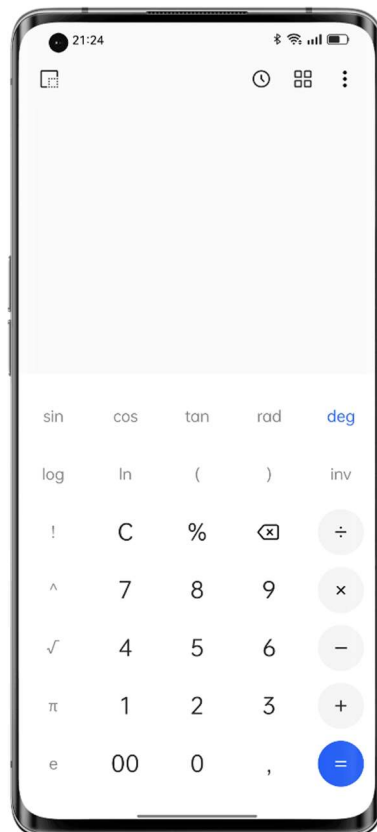 21:24
sin cos tan rad deg
log ln ( ) inv
! C % ÷
^ 7 8 9 ×
√ 4 5 6 −
π 1 2 3 +
e 00 0 , =